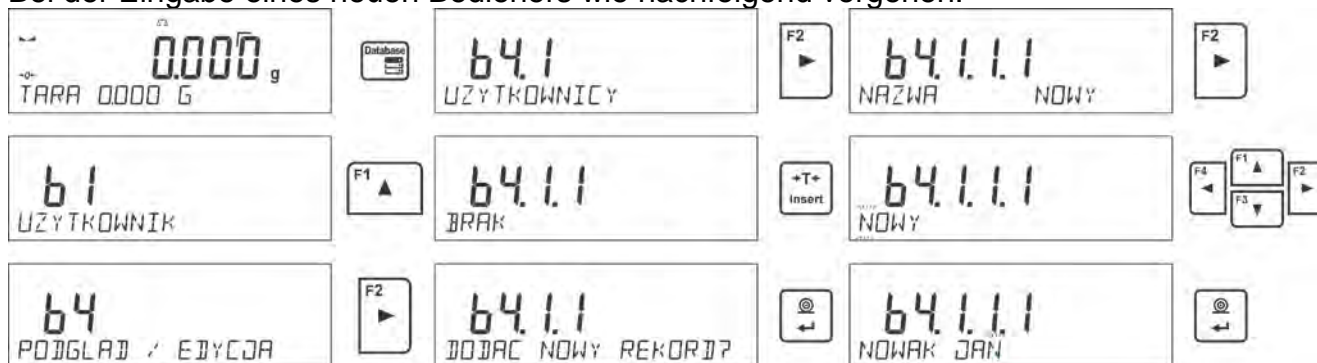 Bei der Eingabe eines neuen Bedieners wie nachfolgend vorgehen:
0.000 g
TARA 0.000 G
Database
b1
UZYTKOWNIK
F1
b4
PODGLAD / EDYCJA
F2
b4.1
UZYTKOWNICY
F2
b4.1.1
BRAK
+T+
Insert
b4.1.1
DODAC NOWY REKORD?
b4.1.1.1
NAZWA NOWY
F2
b4.1.1.1
NOWY
F4 F1 F2
F3
b4.1.1.1
NOWAK JAN